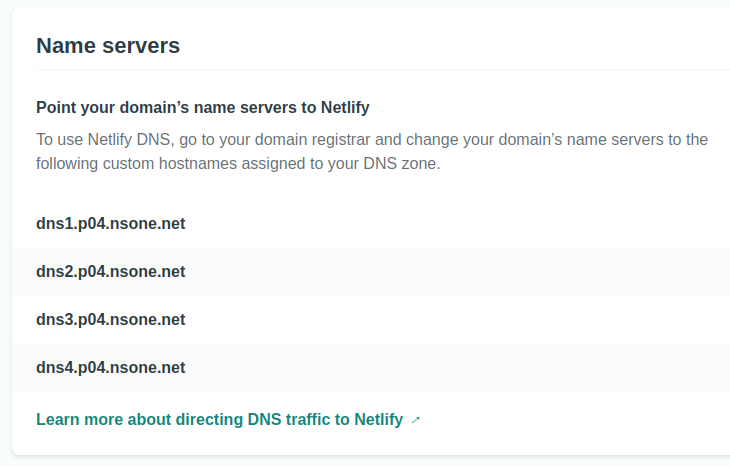 Name servers
Point your domain’s name servers to Netlify
To use Netlify DNS, go to your domain registrar and change your domain’s name servers to the
following custom hostnames assigned to your DNS zone.
dns1.p04.nsone.net
dns2.p04.nsone.net
dns3.p04.nsone.net
dns4.p04.nsone.net
Learn more about directing DNS traffic to Netlify ↗